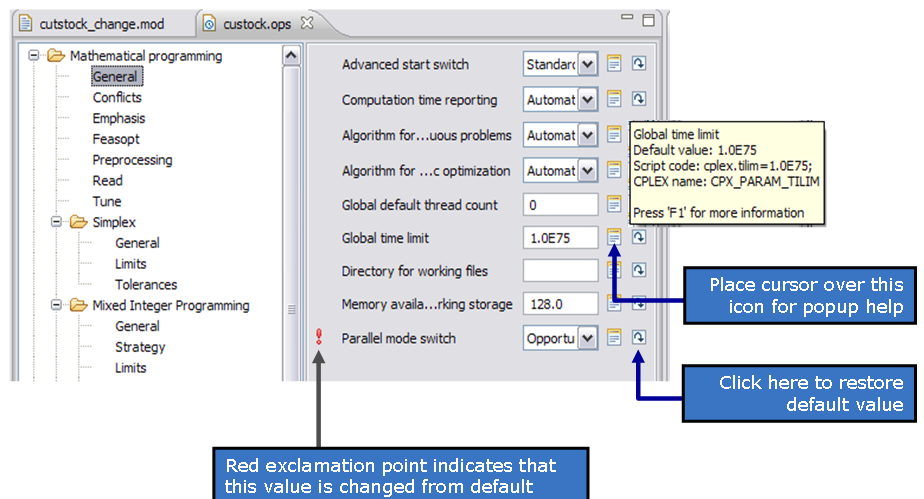 cutstock_change.mod
custock.ops
Mathematical programming
General
Conflicts
Emphasis
Feasopt
Preprocessing
Read
Tune
Simplex
General
Limits
Tolerances
Mixed Integer Programming
General
Strategy
Limits
Advanced start switch
Standard
Computation time reporting
Automat
Algorithm for...uous problems
Automat
Algorithm for ...c optimization
Automat
Global default thread count
0
Global time limit
1.0E75
Directory for working files
Memory availa...rking storage
128.0
Parallel mode switch
Opportu
Global time limit
Default value: 1.0E75
Script code: cplex.tilim=1.0E75;
CPLEX name: CPX_PARAM_TILIM
Press 'F1' for more information
Place cursor over this
icon for popup help
Click here to restore
default value
Red exclamation point indicates that
this value is changed from default